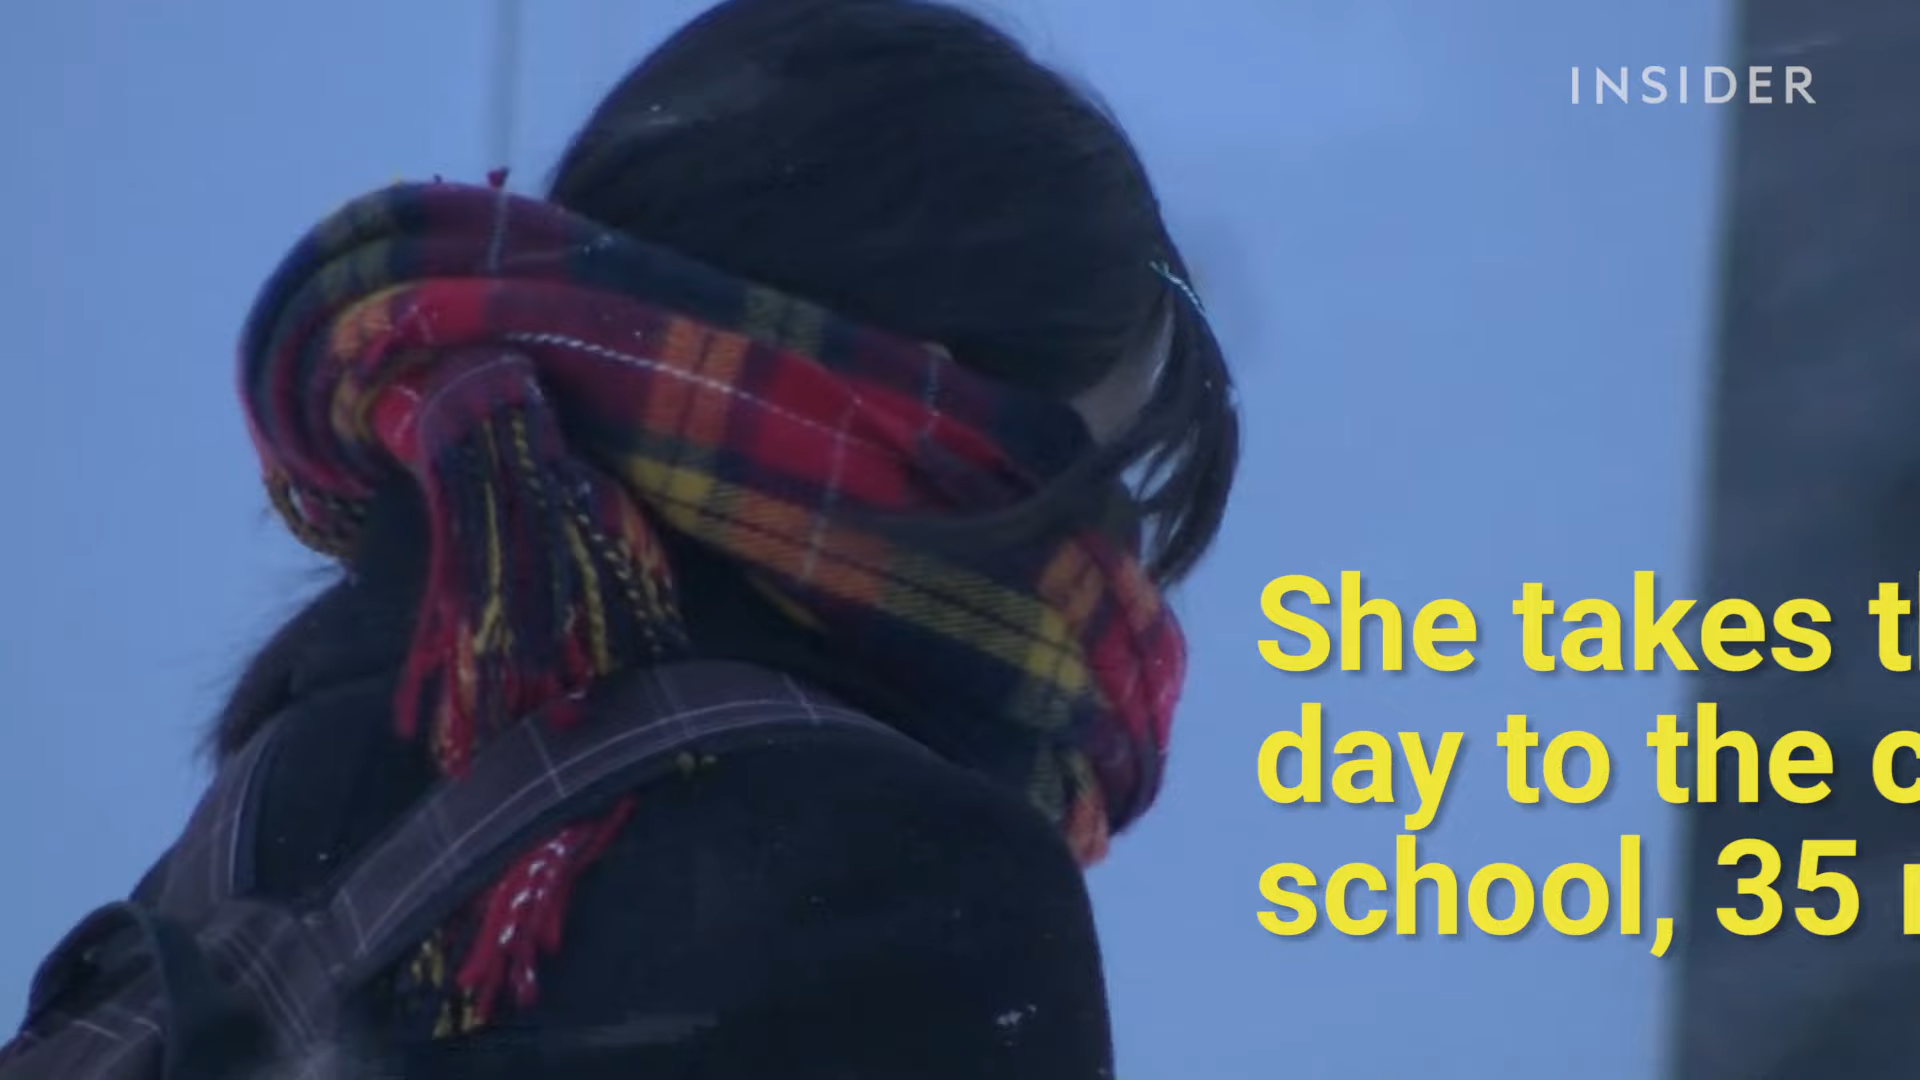 INSIDER
She takes
day to the
school, 35